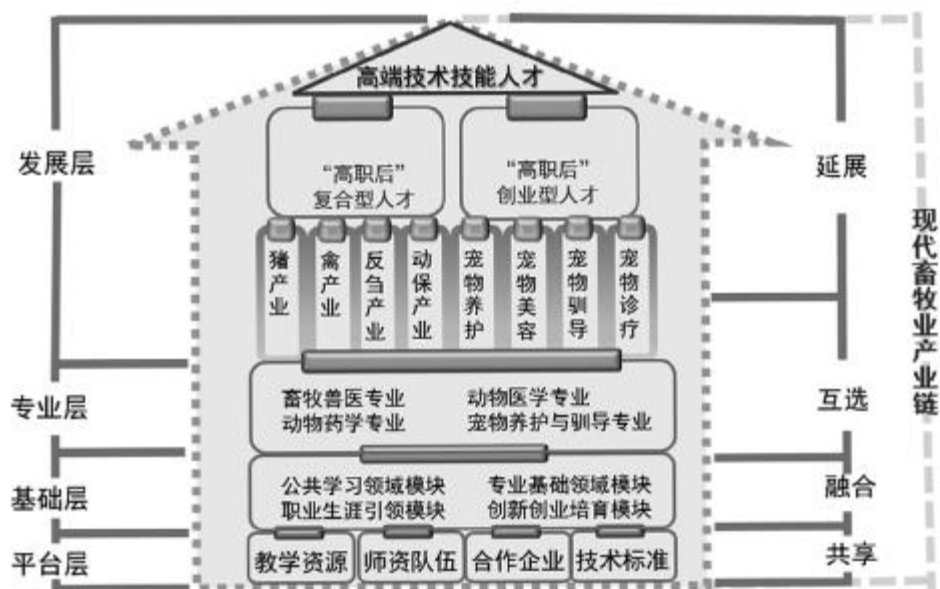 高端技术技能人才
发展层
“高职后”
复合型人才
“高职后”
创业型人才
延展
猪产业
禽产业
反刍产业
动保产业
宠物养护
宠物美容
宠物驯导
宠物诊疗
现代畜牧业产业链
专业层
畜牧兽医专业 动物医学专业
动物药学专业 宠物养护与驯导专业
互选
基础层
公共学习领域模块 专业基础领域模块
职业生涯引领模块 创新创业培育模块
融合
平台层
教学资源 师资队伍 合作企业 技术标准
共享